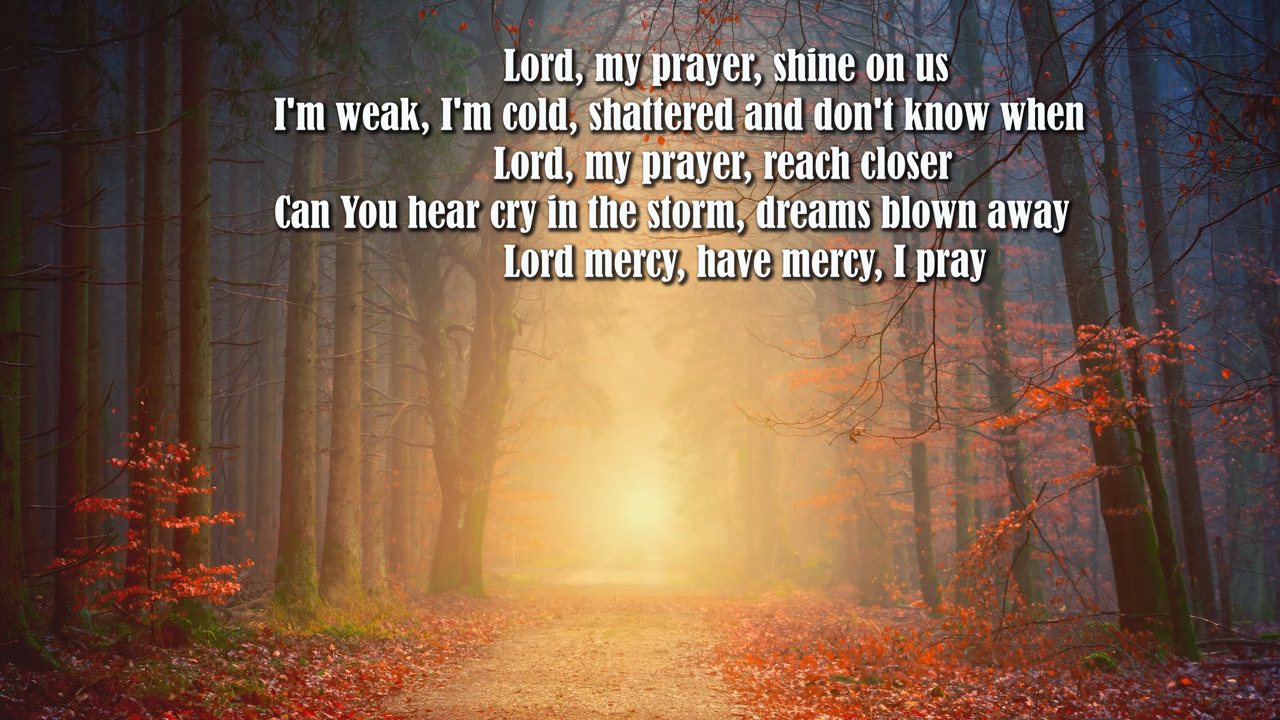 Lord, my prayer, shine on us
I'm weak, I'm cold, shattered and don't know when
Lord, my prayer, reach closer
Can You hear cry in the storm, dreams blown away
Lord mercy, have mercy, I pray